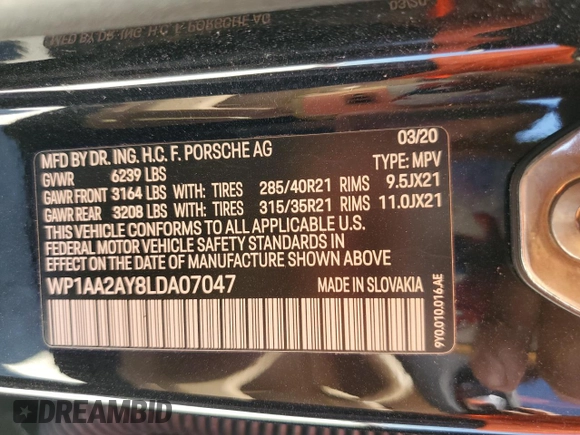 MFD BY DR. ING. H.C. F. PORSCHE AG 03/20
GVWR 6239 LBS TYPE: MPV
GAWR FRONT 3164 LBS WITH: TIRES 285/40R21 RIMS 9.5JX21
GAWR REAR 3208 LBS WITH: TIRES 315/35R21 RIMS 11.0JX21
THIS VEHICLE CONFORMS TO ALL APPLICABLE U.S.
FEDERAL MOTOR VEHICLE SAFETY STANDARDS IN
EFFECT ON THE DATE OF MANUFACTURE SHOWN ABOVE
WP1AA2AY8LDA07047 MADE IN SLOVAKIA
9Y0.010.016.AE
DREAMBID